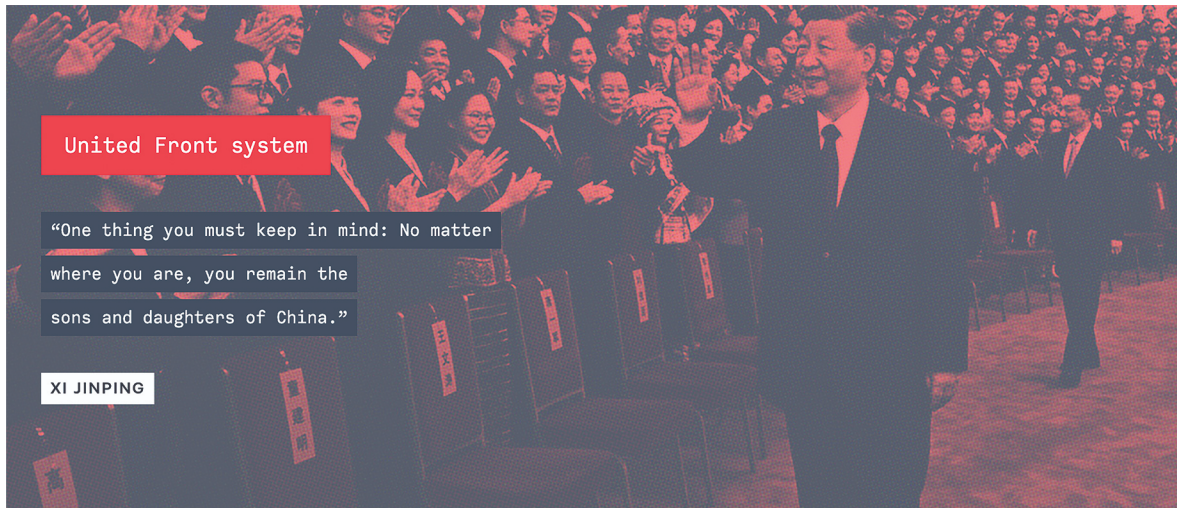 United Front system
“One thing you must keep in mind: No matter
where you are, you remain the
sons and daughters of China.”
XI JINPING